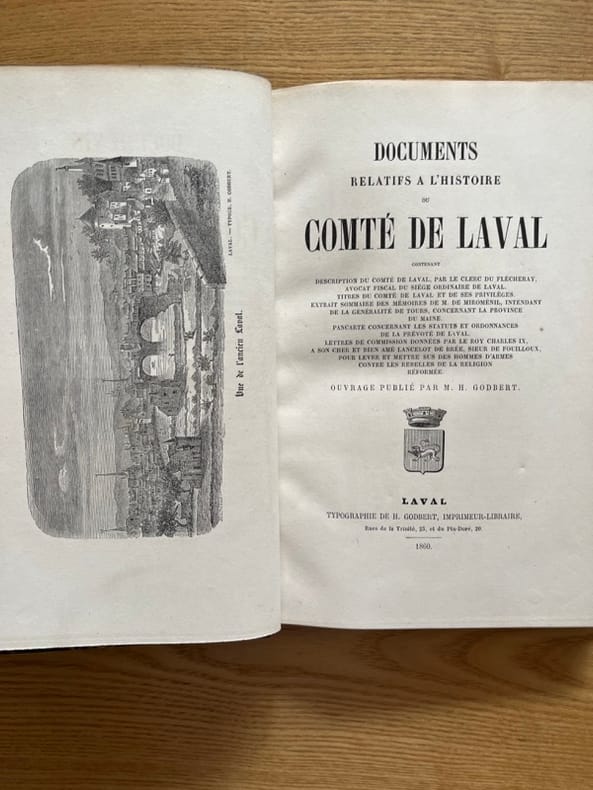 Vue de l'ancien Laval.
LAVAL. — TYPOGR. H. GODBERT.
DOCUMENTS
RELATIFS A L'HISTOIRE
DU
COMTÉ DE LAVAL
CONTENANT
DESCRIPTION DU COMTÉ DE LAVAL, PAR LE CLERC DU FLÉCHERAY,
AVOCAT FISCAL DU SIÉGE ORDINAIRE DE LAVAL.
TITRES DU COMTÉ DE LAVAL ET DE SES PRIVILÉGES.
EXTRAIT SOMMAIRE DES MÉMOIRES DE M. DE MIROMÉNIL, INTENDANT
DE LA GÉNÉRALITÉ DE TOURS, CONCERNANT LA PROVINCE
DU MAINE.
PANCARTE CONCERNANT LES STATUTS ET ORDONNANCES
DE LA PRÉVOTÉ DE LAVAL.
LETTRES DE COMMISSION DONNÉES PAR LE ROY CHARLES IX,
A SON CHER ET BIEN AMÉ LANCELOT DE BRÉE, SIEUR DE FOUILLOUX,
POUR LEVER ET METTRE SUS DES HOMMES D'ARMES
CONTRE LES REBELLES DE LA RELIGION
RÉFORMÉE.
OUVRAGE PUBLIÉ PAR M. H. GODBERT.
LAVAL
TYPOGRAPHIE DE H. GODBERT, IMPRIMEUR-LIBRAIRE,
Rues de la Trinité, 25, et du Pin-Doré, 20.
1860.